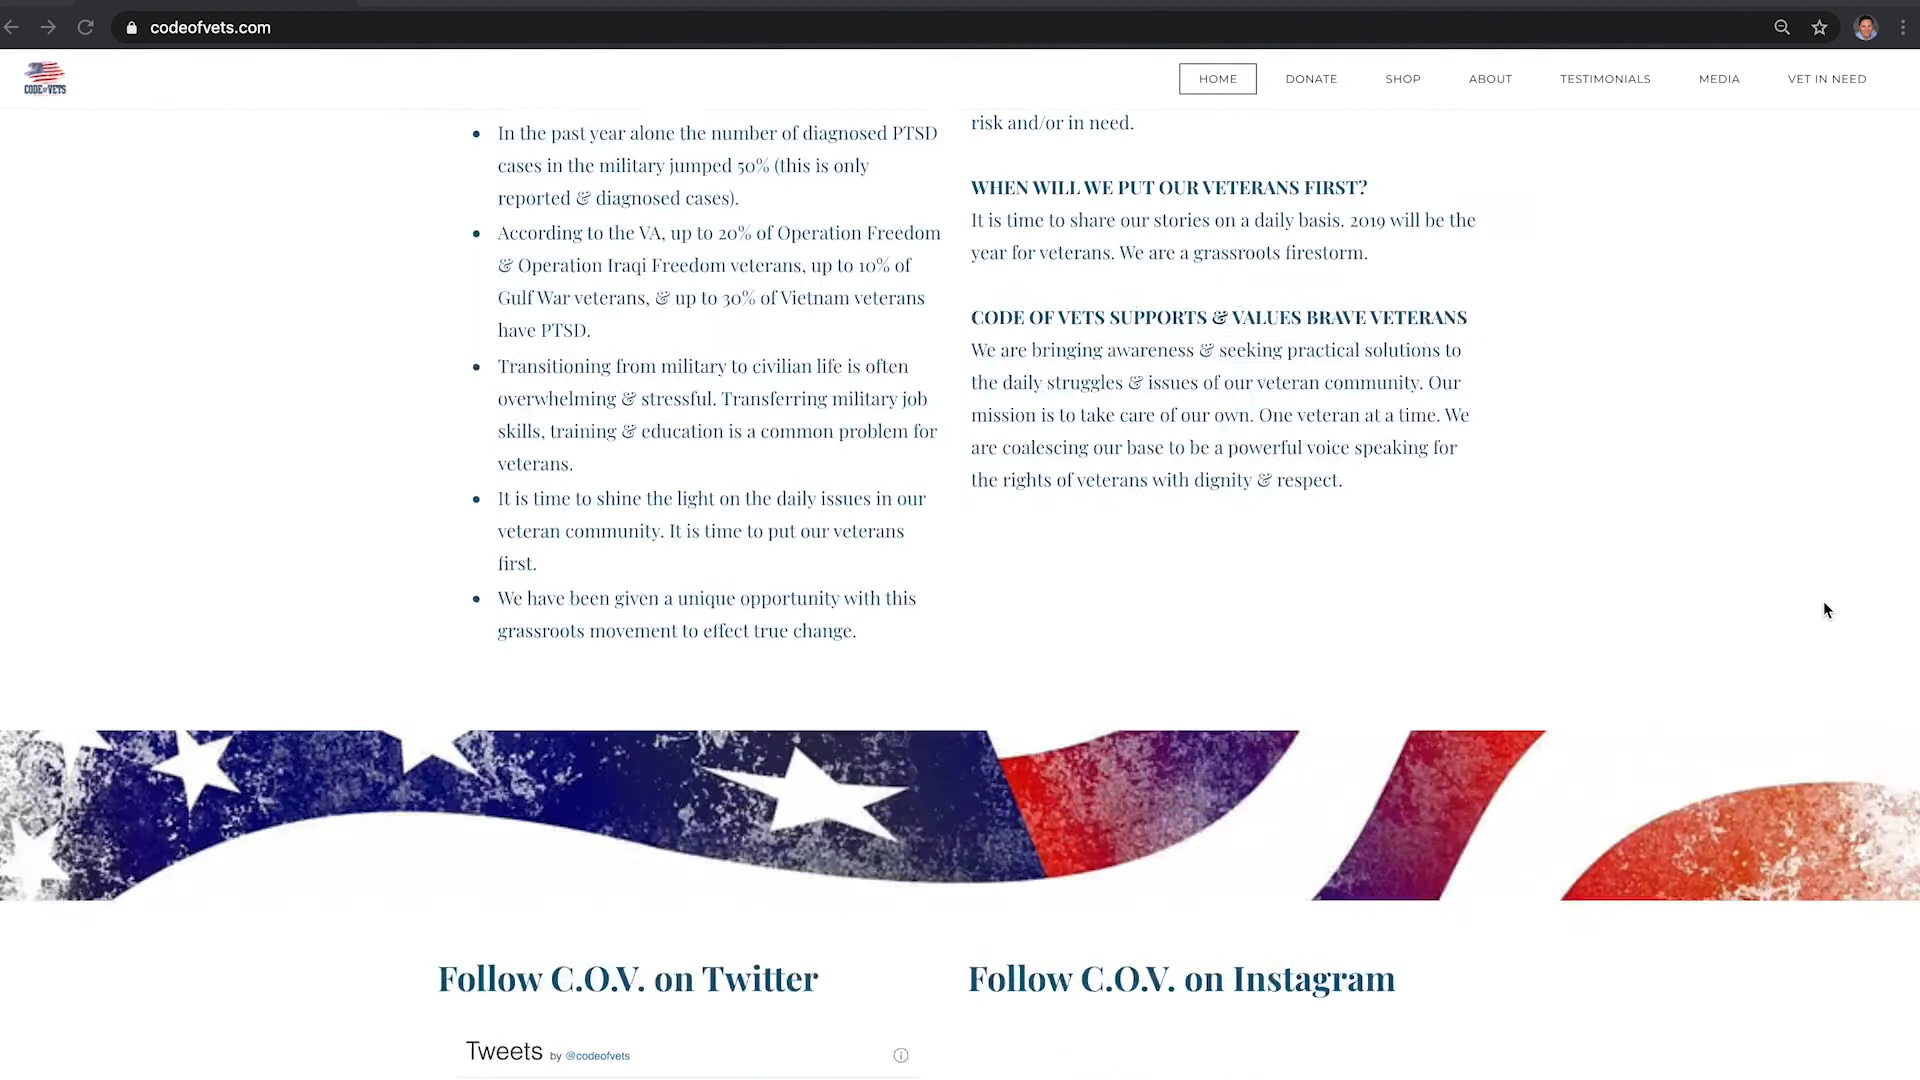 codeofvets.com
CODE OF VETS
HOME
DONATE
SHOP
ABOUT
TESTIMONIALS
MEDIA
VET IN NEED
In the past year alone the number of diagnosed PTSD
cases in the military jumped 50% (this is only
reported & diagnosed cases).
According to the VA, up to 20% of Operation Freedom
& Operation Iraqi Freedom veterans, up to 10% of
Gulf War veterans, & up to 30% of Vietnam veterans
have PTSD.
Transitioning from military to civilian life is often
overwhelming & stressful. Transferring military job
skills, training & education is a common problem for
veterans.
It is time to shine the light on the daily issues in our
veteran community. It is time to put our veterans
first.
We have been given a unique opportunity with this
grassroots movement to effect true change.
risk and/or in need.
WHEN WILL WE PUT OUR VETERANS FIRST?
It is time to share our stories on a daily basis. 2019 will be the
year for veterans. We are a grassroots firestorm.
CODE OF VETS SUPPORTS & VALUES BRAVE VETERANS
We are bringing awareness & seeking practical solutions to
the daily struggles & issues of our veteran community. Our
mission is to take care of our own. One veteran at a time. We
are coalescing our base to be a powerful voice speaking for
the rights of veterans with dignity & respect.
Follow C.O.V. on Twitter
Tweets by @codeofvets
Follow C.O.V. on Instagram